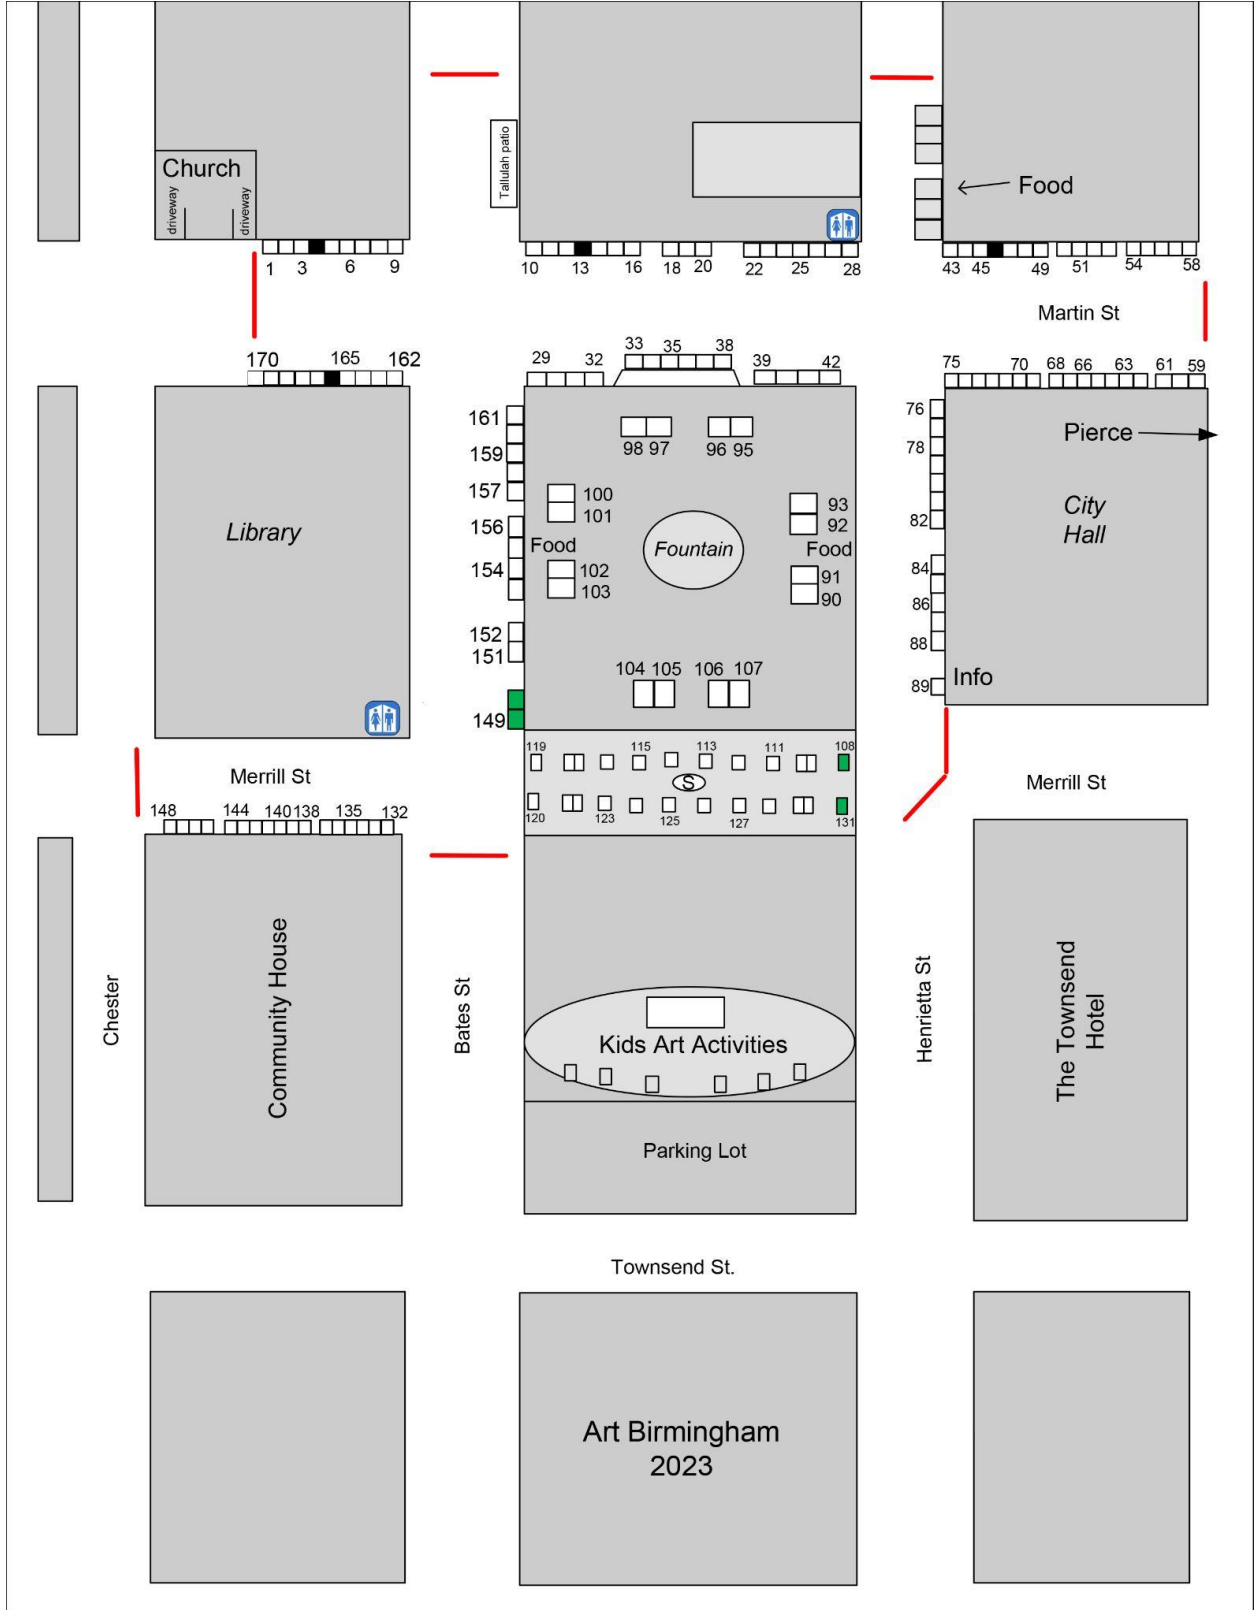 Church
driveway
driveway
Tallulah patio
Food
1 3 6 9
10 13 16 18 20 22 25 28
43 45 49 51 54 58
Martin St
170 165 162
29 32 33 35 38 39 42
75 70 68 66 63 61 59
161
159
157
156
154
152
151
149
98 97 96 95
100
101
Food
102
103
Fountain
93
92
Food
91
90
104 105 106 107
Library
76
78
82
84
86
88
89
Pierce
City
Hall
Info
119 115 113 111 108
S
120 123 125 127 131
Merrill St
Merrill St
148 144 140 138 135 132
Chester
Community House
Bates St
Kids Art Activities
Parking Lot
Henrietta St
The Townsend
Hotel
Townsend St.
Art Birmingham
2023